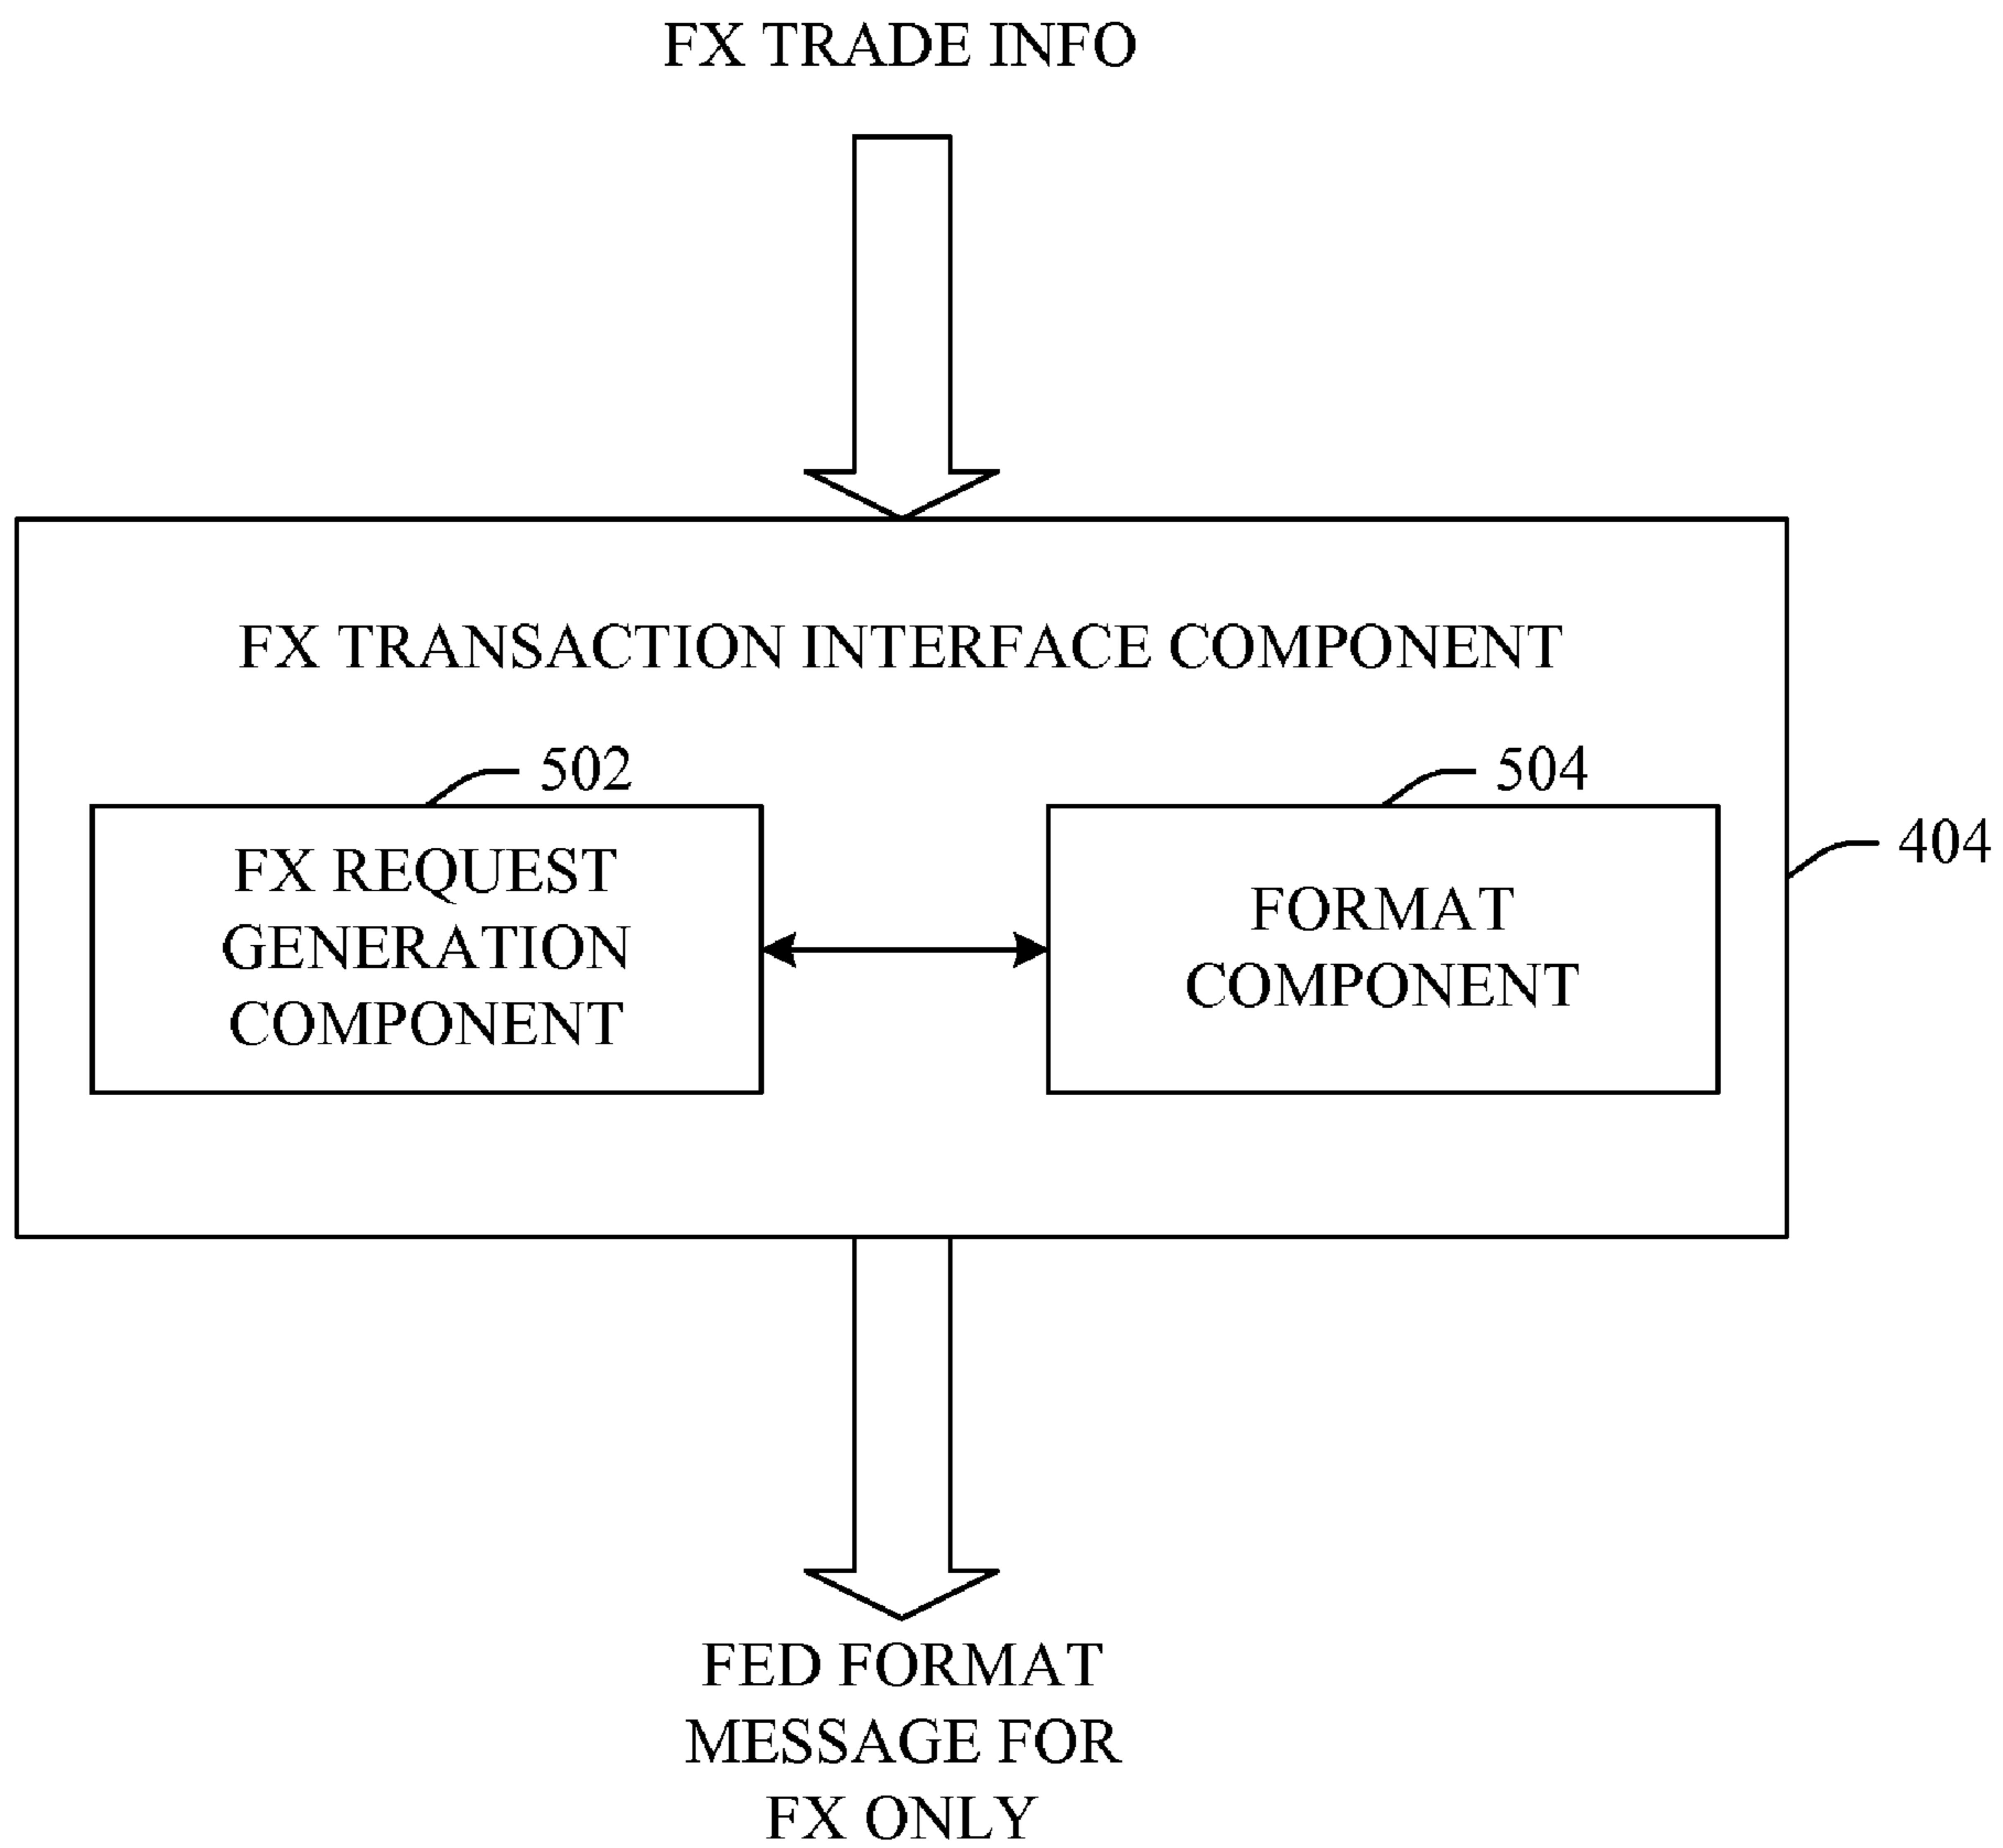 FX TRADE INFO
FX TRANSACTION INTERFACE COMPONENT
502
504
404
FX REQUEST
GENERATION
COMPONENT
FORMAT
COMPONENT
FED FORMAT
MESSAGE FOR
FX ONLY